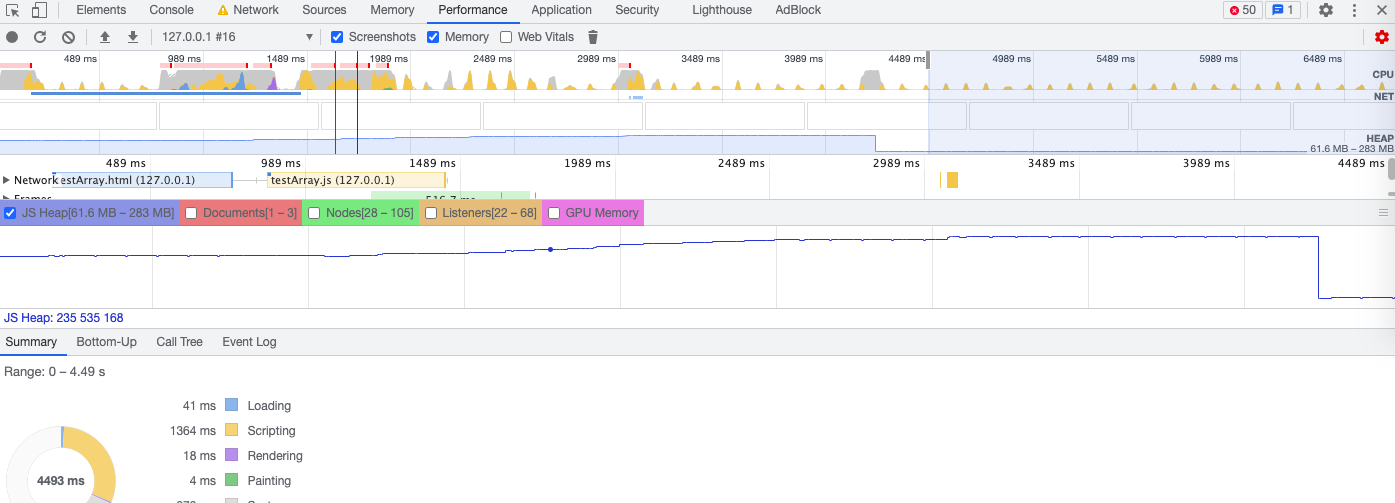 Elements Console Network Sources Memory Performance Application Security Lighthouse AdBlock 50 1
127.0.0.1 #16 Screenshots Memory Web Vitals
489 ms 989 ms 1489 ms 1989 ms 2489 ms 2989 ms 3489 ms 3989 ms 4489 ms 4989 ms 5489 ms 5989 ms 6489 ms
CPU
NET
HEAP
61.6 MB – 283 MB
489 ms 989 ms 1489 ms 1989 ms 2489 ms 2989 ms 3489 ms 3989 ms 4489 ms
Network estArray.html (127.0.0.1) testArray.js (127.0.0.1)
Frames 516.7 ms
JS Heap[61.6 MB – 283 MB] Documents[1 – 3] Nodes[28 – 105] Listeners[22 – 68] GPU Memory
JS Heap: 235 535 168
Summary Bottom-Up Call Tree Event Log
Range: 0 – 4.49 s
41 ms Loading
1364 ms Scripting
18 ms Rendering
4493 ms
4 ms Painting